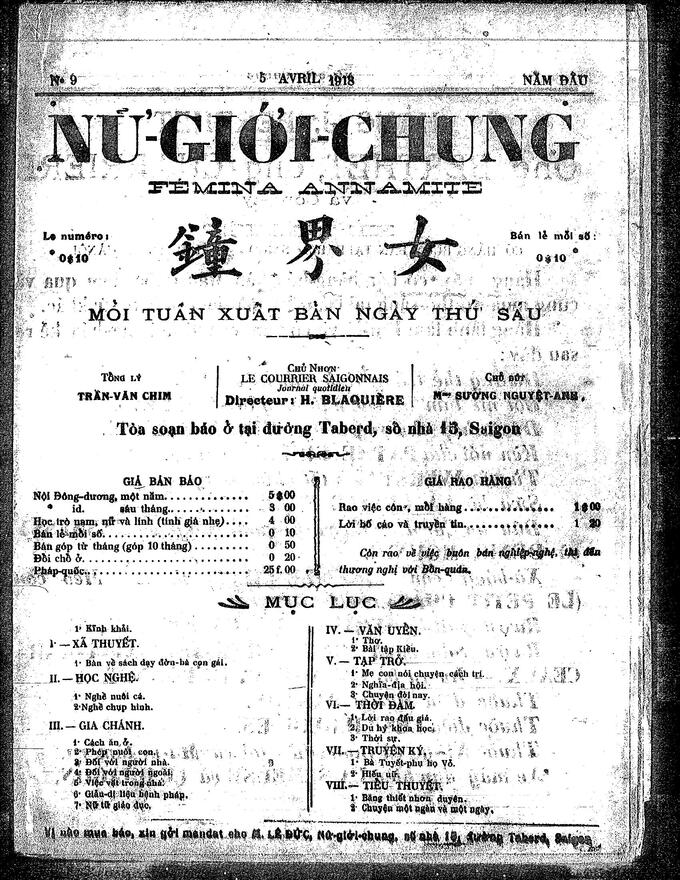 Nº 9
5 AVRIL 1918
NĂM ĐẦU
NỮ-GIỚI-CHUNG
FÉMINA ANNAMITE
Le numéro:
0$10
鐘 界 女
Bán lẻ mỗi số:
0$10
MỎI TUẦN XUẤT BẢN NGÀY THỨ SÁU
TỔNG LÝ
TRẦN-VĂN CHIM
CHỦ NHƠN
LE COURRIER SAIGONNAIS
Journal quotidien
Directeur: H. BLAQUIÈRE
CHỦ BÚT
Mme SƯƠNG NGUYỆT-ANH.
Tòa soạn báo ở tại đường Taberd, số nhà 15, Saigon
GIÁ BÁN BÁO
Nội Đông-dương, một năm. 5$00
id. sáu tháng. 3 00
Học trò nam, nữ và lính (tính giá nhẹ) 4 00
Bán lẻ mỗi số. 0 10
Bán góp từ tháng (góp 10 tháng) 0 50
Đổi chỗ ở. 0 20
Pháp-quốc. 25f.00
GIÁ RAO HÀNG
Rao việc con, mỗi hàng 1$00
Lời bố cáo và truyền tin. 1 20
Còn rao về việc buôn bán nghiệp-nghệ, thì đến
thương nghị với Bổn-quán.
MỤC LỤC
1º Kĩnh khải.
I. — XÃ THUYẾT.
1º Bàn về sách dạy đờn-bà con gái.
II. — HỌC NGHỆ.
1º Nghề nuôi cá.
2º Nghề chụp hình.
III. — GIA CHÁNH.
1º Cách ăn ở.
2º Phép nuôi con.
3º Đối với người nhà.
4º Đối với người ngoài.
5º Việc vặt trong nhà.
6º Giản-dị liệu bệnh pháp.
7º Nữ tử giáo dục.
IV. — VĂN UYỂN.
1º Thơ.
2º Bài tập Kiều.
V. — TẠP TRỞ.
1º Mẹ con nói chuyện cách trí.
2º Nghĩa-địa hội.
3º Chuyện đời nay.
VI. — THỜI ĐÀM.
1º Lời rao đấu giá.
2º Du hý khoa học.
3º Thời sự.
VII. — TRUYỆN KÝ.
1º Bà Tuyết-phụ họ Vỏ.
2º Hiếu nữ.
VIII. — TIỂU THUYẾT.
1º Băng thiết nhơn duyên.
2º Chuyện một ngàn và một ngày.
Vị nào mua báo, xin gởi mandat cho M. LÊ ĐỨC, Nữ-giới-chung, số nhà 15, đường Taberd, Saigon